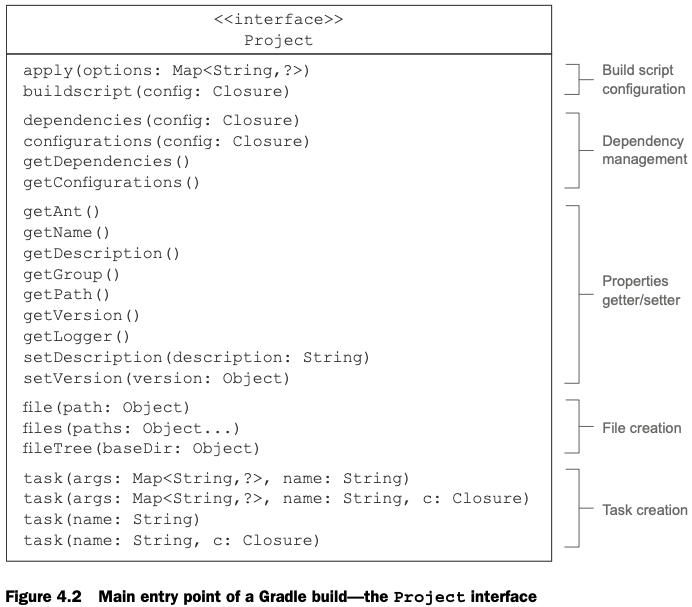 <<interface>>
Project
apply(options: Map<String,?>)
buildscript(config: Closure)
Build script
configuration
dependencies(config: Closure)
configurations(config: Closure)
getDependencies()
getConfigurations()
Dependency
management
getAnt()
getName()
getDescription()
getGroup()
getPath()
getVersion()
getLogger()
setDescription(description: String)
setVersion(version: Object)
Properties
getter/setter
file(path: Object)
files(paths: Object...)
fileTree(baseDir: Object)
File creation
task(args: Map<String,?>, name: String)
task(args: Map<String,?>, name: String, c: Closure)
task(name: String)
task(name: String, c: Closure)
Task creation
Figure 4.2 Main entry point of a Gradle build—the Project interface